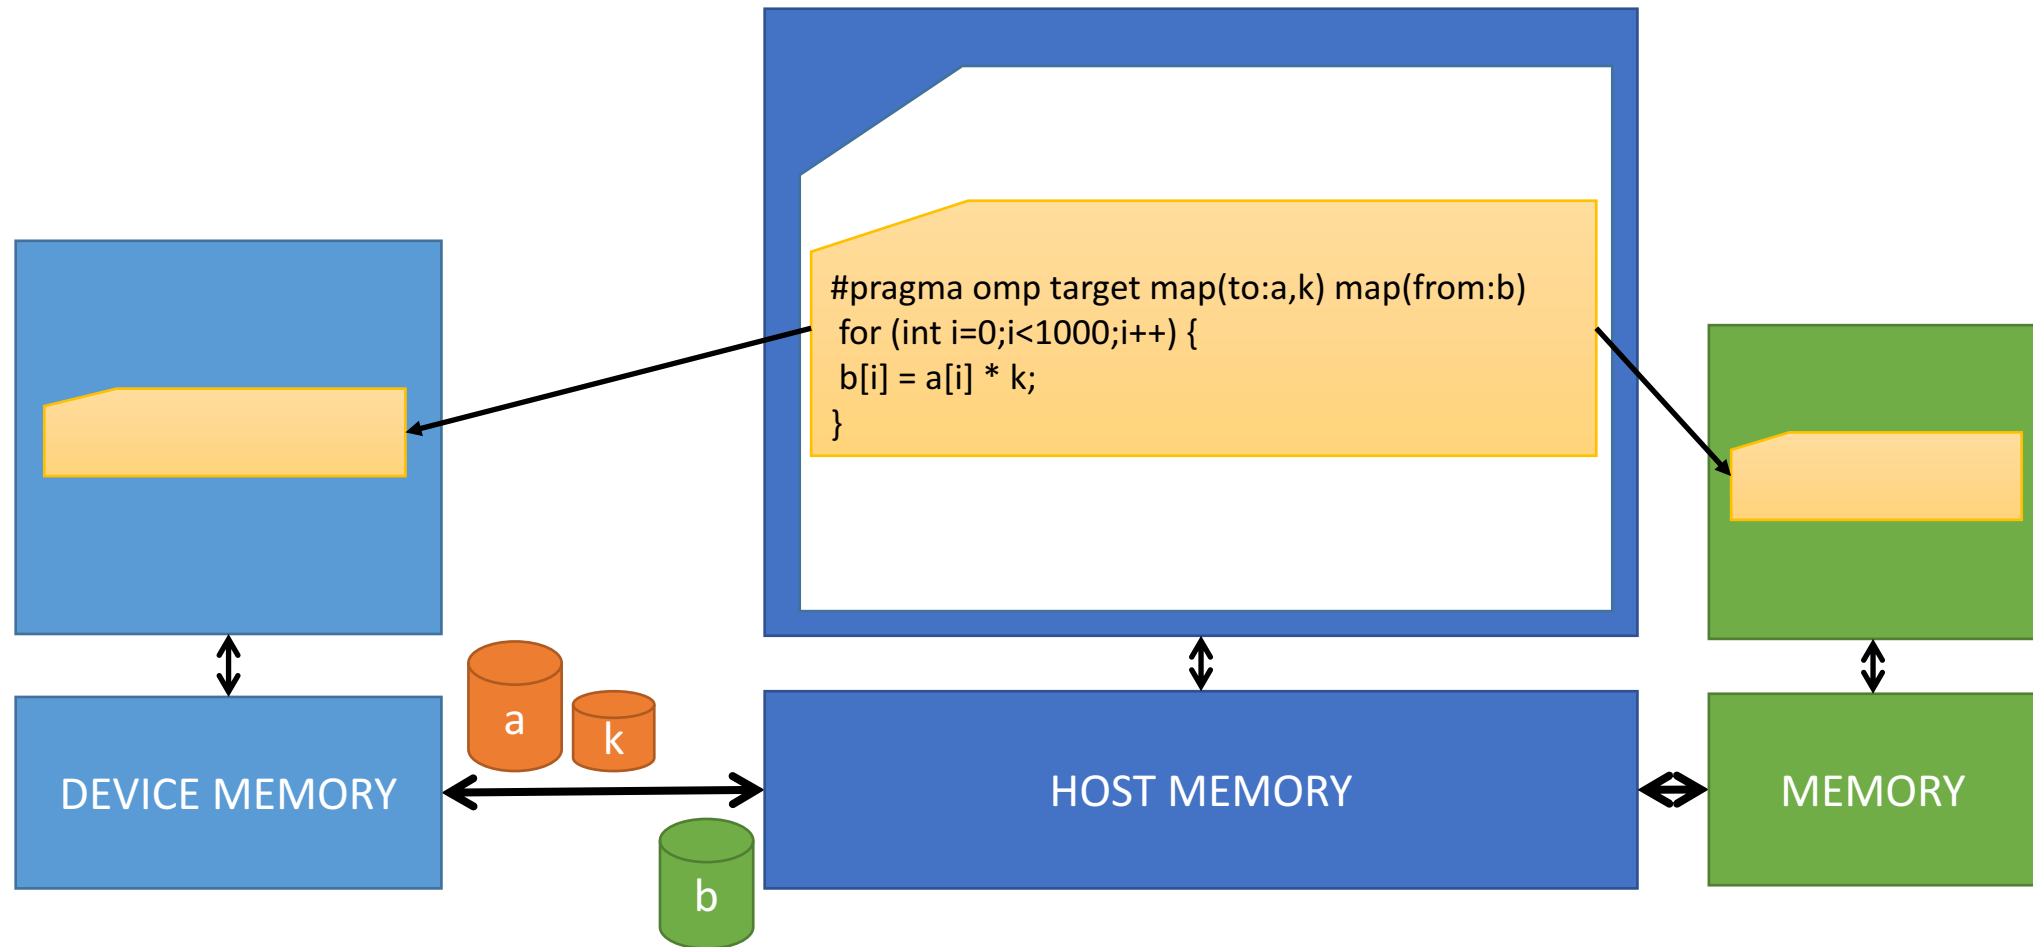 #pragma omp target map(to:a,k) map(from:b)
for (int i=0;i<1000;i++) {
b[i] = a[i] * k;
}
a
k
DEVICE MEMORY
HOST MEMORY
MEMORY
b